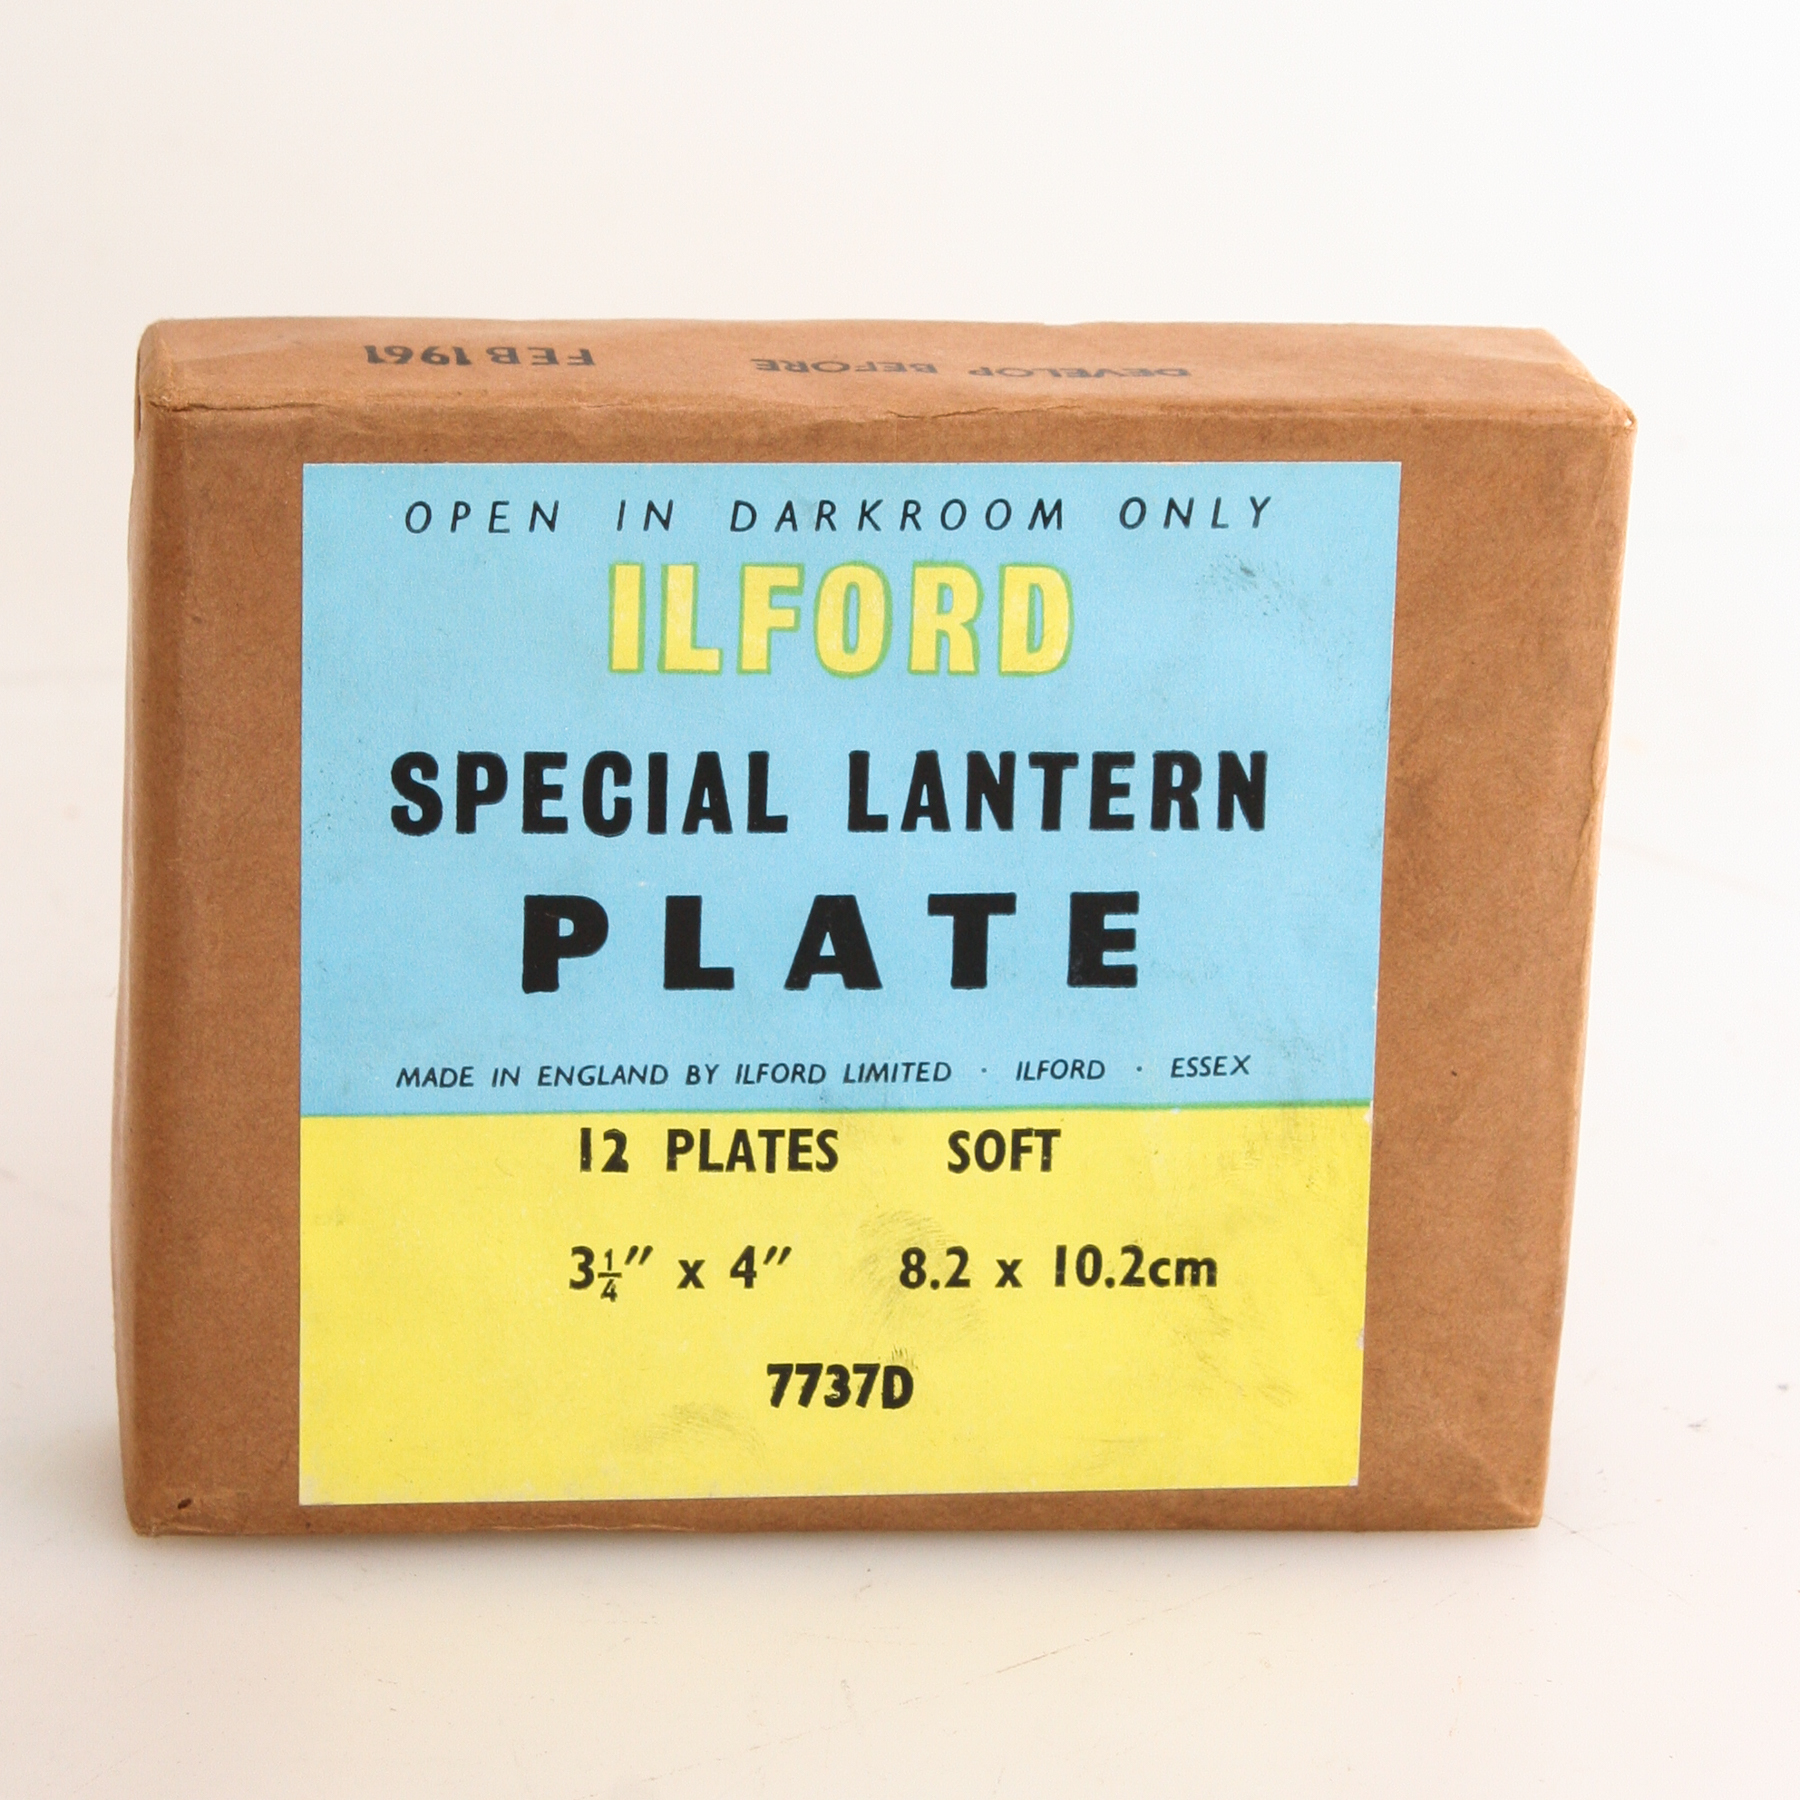 DEVELOP BEFORE FEB 1961
OPEN IN DARKROOM ONLY
ILFORD
SPECIAL LANTERN
PLATE
MADE IN ENGLAND BY ILFORD LIMITED · ILFORD · ESSEX
12 PLATES SOFT
3¼" x 4" 8.2 x 10.2cm
7737D